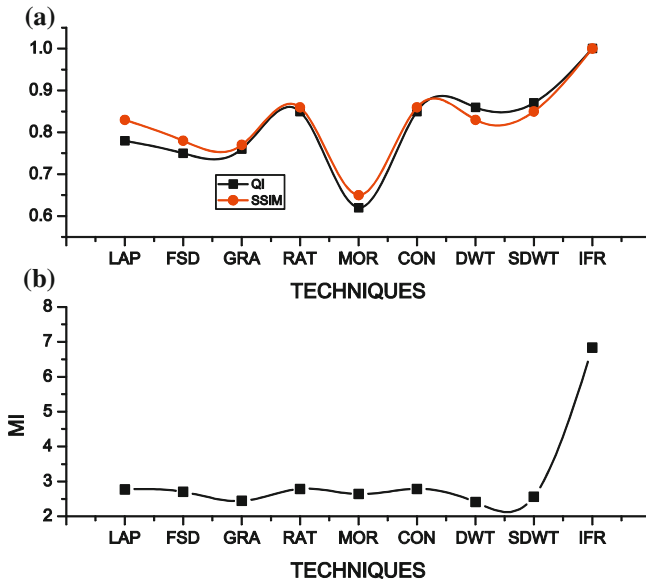 (a)
1.0
0.9
0.8
0.7
0.6
QI
SSIM
LAP FSD GRA RAT MOR CON DWT SDWT IFR
TECHNIQUES
(b)
8
7
6
5
4
3
2
MI
LAP FSD GRA RAT MOR CON DWT SDWT IFR
TECHNIQUES